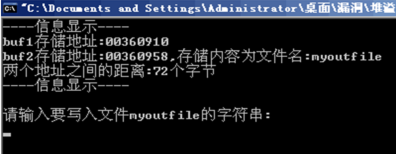 "C:\Documents and Settings\Administrator\桌面\漏洞\堆溢
----信息显示----
buf1存储地址:00360910
buf2存储地址:00360958,存储内容为文件名:myoutfile
两个地址之间的距离:72个字节
----信息显示----
请输入要写入文件myoutfile的字符串: